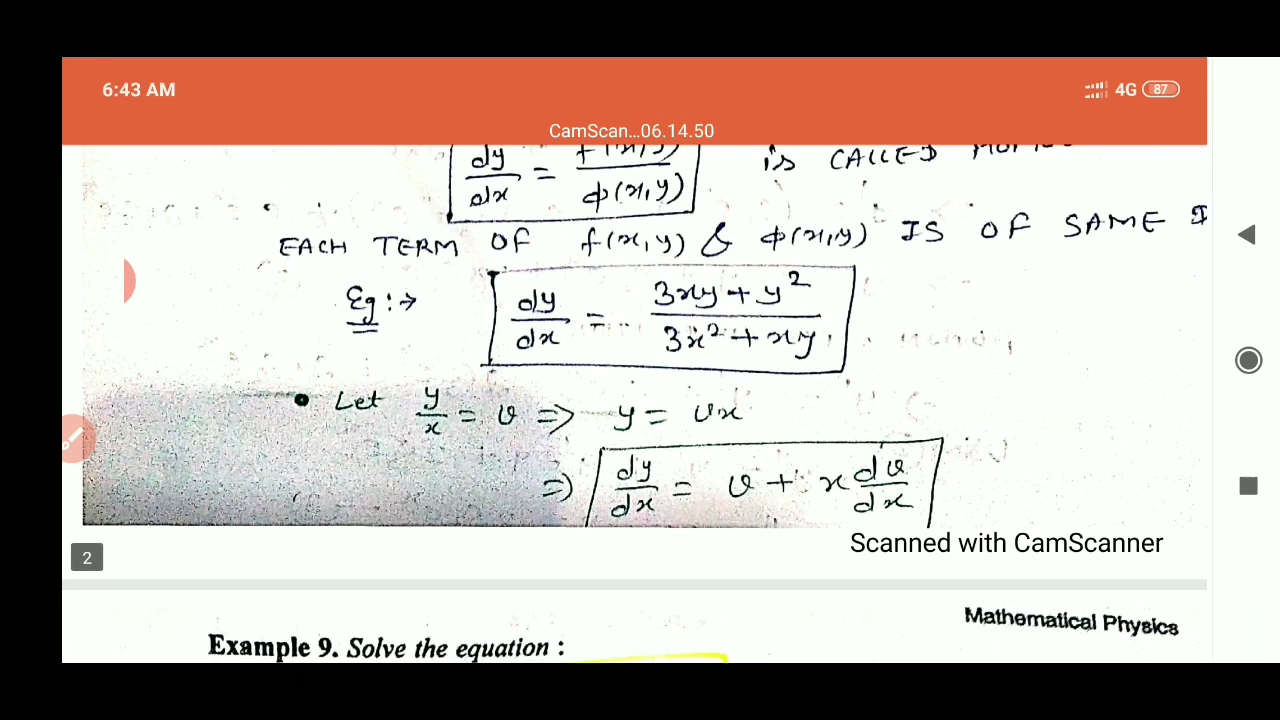 6:43 AM 4G 87
CamScan...06.14.50
dy/dx = f(x,y)/φ(x,y) is CALLED
EACH TERM OF f(x,y) & φ(x,y) IS OF SAME
Eg:→ dy/dx = 3xy + y²/3x² + xy
• Let y/x = v ⇒ y = vx
⇒ dy/dx = v + x dv/dx
Scanned with CamScanner
2
Mathematical Physics
Example 9. Solve the equation :